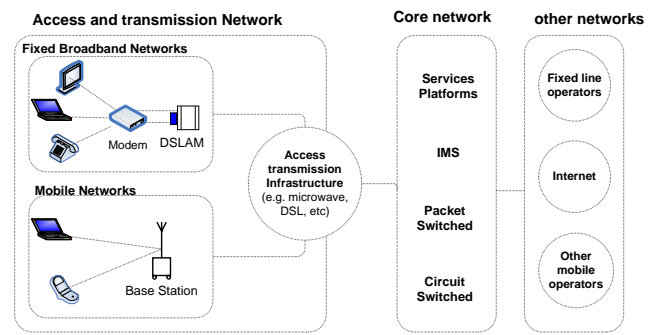 Access and transmission Network
Core network
other networks
Fixed Broadband Networks
Modem
DSLAM
Mobile Networks
Base Station
Access
transmission
Infrastructure
(e.g. microwave,
DSL, etc)
Services
Platforms
IMS
Packet
Switched
Circuit
Switched
Fixed line
operators
Internet
Other
mobile
operators